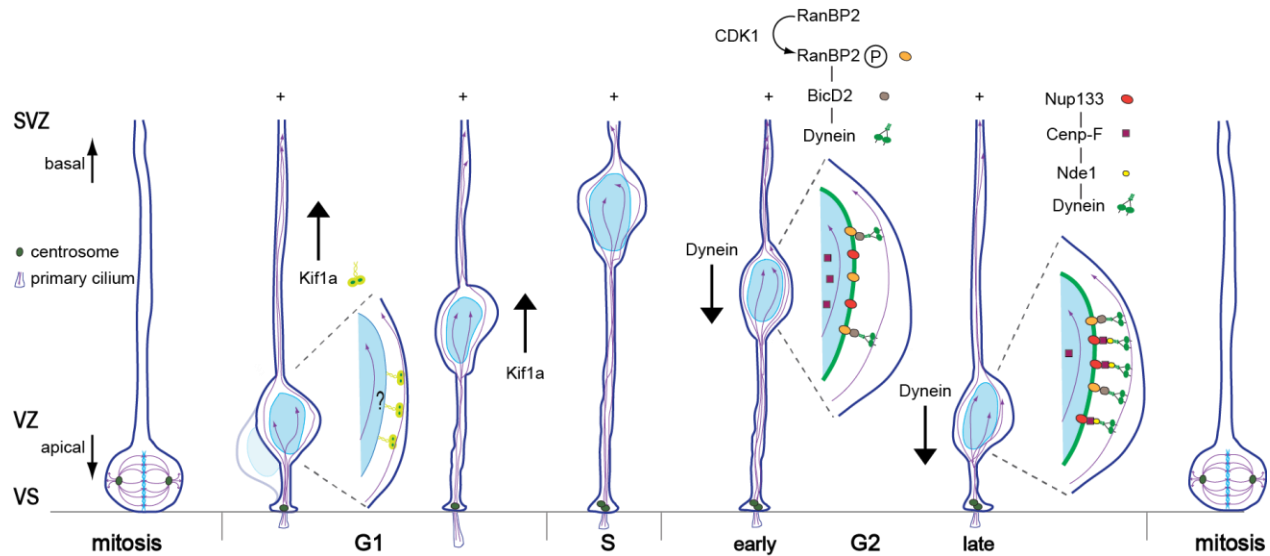 RanBP2
CDK1
RanBP2 P
BicD2
Dynein
Nup133
Cenp-F
Nde1
Dynein
+ + + + +
SVZ
basal
centrosome
primary cilium
Kif1a
Kif1a
?
Dynein
Dynein
VZ
apical
VS
mitosis G1 S early G2 late mitosis